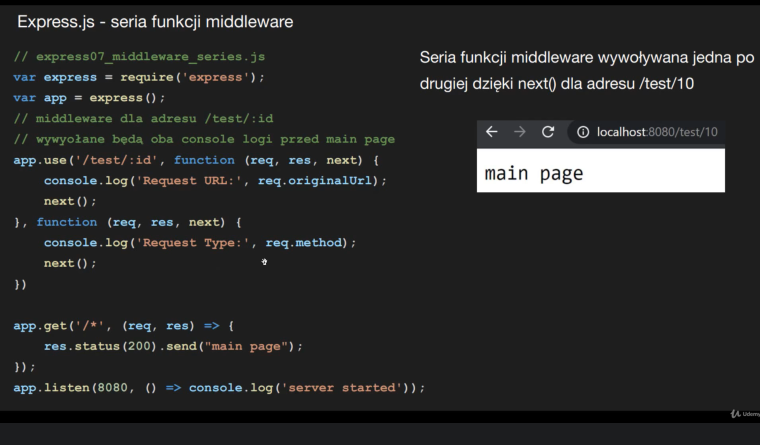 Express.js - seria funkcji middleware
// express07_middleware_series.js
var express = require('express');
var app = express();
// middleware dla adresu /test/:id
// wywyołane będą oba console logi przed main page
app.use('/test/:id', function (req, res, next) {
    console.log('Request URL:', req.originalUrl);
    next();
}, function (req, res, next) {
    console.log('Request Type:', req.method);
    next();
})
app.get('/*', (req, res) => {
    res.status(200).send("main page");
});
app.listen(8080, () => console.log('server started'));
Seria funkcji middleware wywoływana jedna po
drugiej dzięki next() dla adresu /test/10
localhost:8080/test/10
main page
Udemy